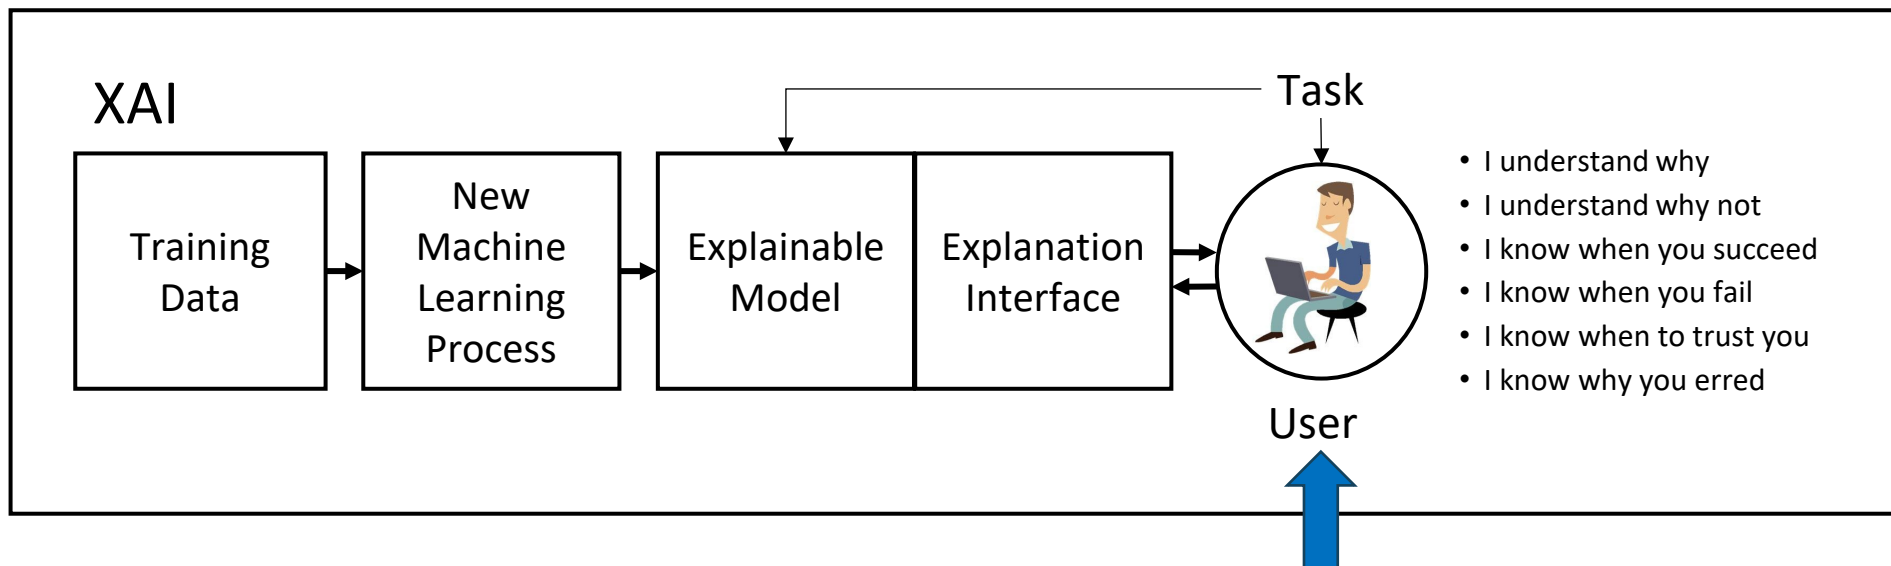 XAI
Task
Training
Data
New
Machine
Learning
Process
Explainable
Model
Explanation
Interface
User
• I understand why
• I understand why not
• I know when you succeed
• I know when you fail
• I know when to trust you
• I know why you erred